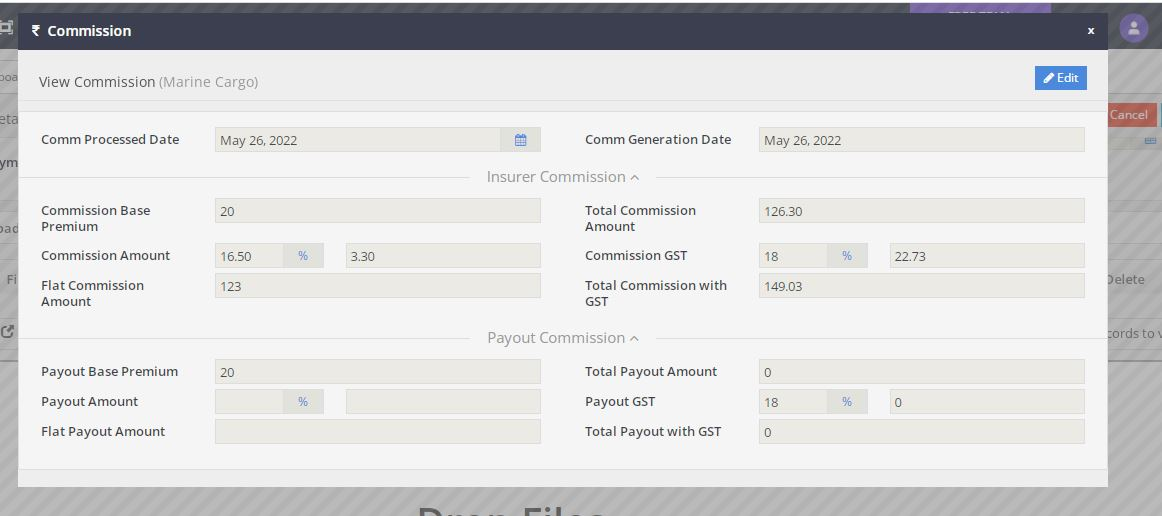 ₹ Commission x
View Commission (Marine Cargo) Edit
Cancel
Comm Processed Date May 26, 2022 Comm Generation Date May 26, 2022
Insurer Commission
Commission Base Premium 20 Total Commission Amount 126.30
Commission Amount 16.50 % 3.30 Commission GST 18 % 22.73
Flat Commission Amount 123 Total Commission with GST 149.03
Delete
Payout Commission
Payout Base Premium 20 Total Payout Amount 0
Payout Amount % Payout GST 18 % 0
Flat Payout Amount Total Payout with GST 0